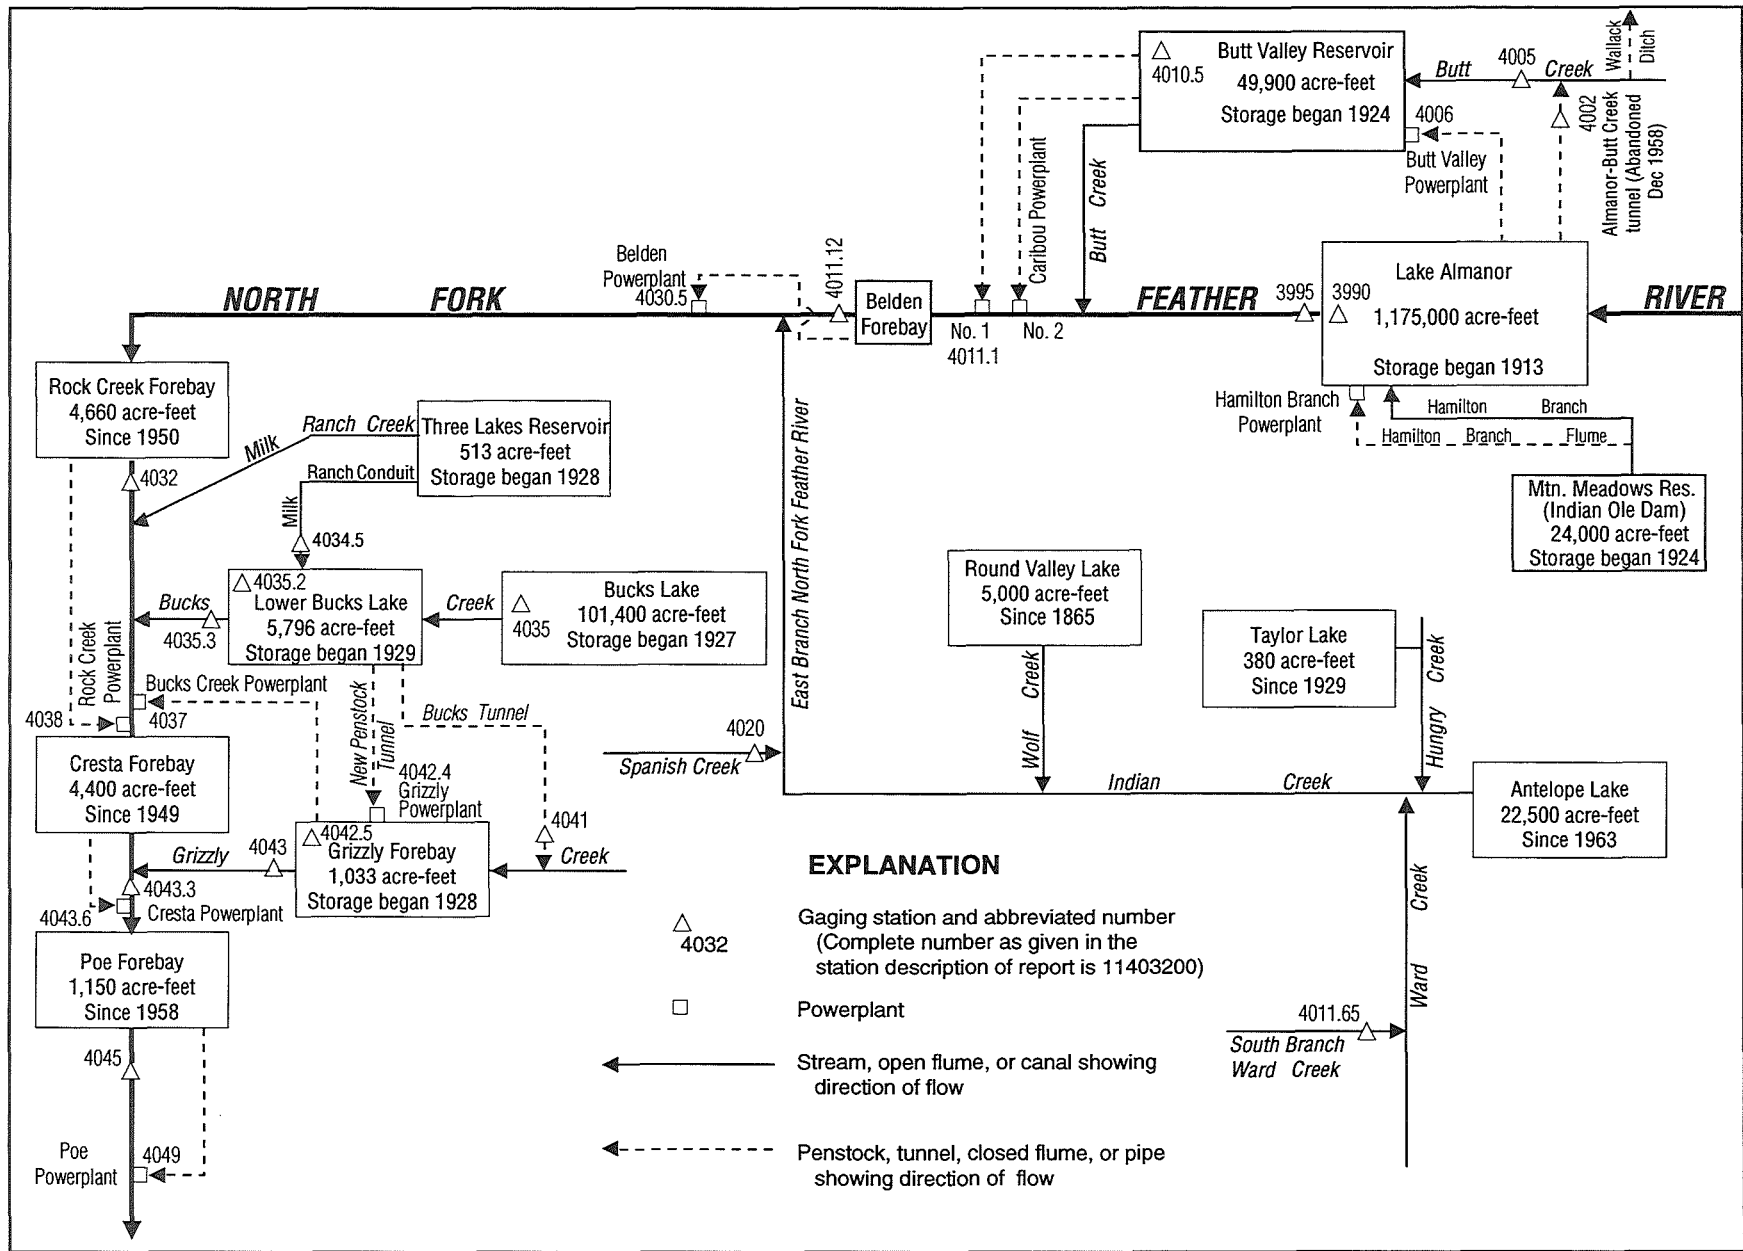 Butt Valley Reservoir
49,900 acre-feet
Storage began 1924
4010.5
Butt Creek
4005
Wallack
Ditch
4002
Almanor-Butt Creek
tunnel (Abandoned
Dec 1958)
4006
Butt Valley
Powerplant
Caribou Powerplant
Butt Creek
Lake Almanor
1,175,000 acre-feet
Storage began 1913
3995
3990
NORTH FORK FEATHER RIVER
Belden
Powerplant
4030.5
4011.12
Belden
Forebay
No. 1
4011.1
No. 2
Hamilton Branch
Powerplant
Hamilton Branch
Hamilton Branch Flume
Mtn. Meadows Res.
(Indian Ole Dam)
24,000 acre-feet
Storage began 1924
Rock Creek Forebay
4,660 acre-feet
Since 1950
4032
Milk Ranch Creek
Three Lakes Reservoir
513 acre-feet
Storage began 1928
Milk Ranch Conduit
4034.5
4035.2
Lower Bucks Lake
5,796 acre-feet
Storage began 1929
Bucks Creek
4035.3
4035
Bucks Lake
101,400 acre-feet
Storage began 1927
East Branch North Fork Feather River
Round Valley Lake
5,000 acre-feet
Since 1865
Wolf Creek
Taylor Lake
380 acre-feet
Since 1929
Hungry Creek
Rock Creek
Powerplant
4038
Bucks Creek Powerplant
4037
New Penstock
Tunnel
Bucks Tunnel
4020
Spanish Creek
Indian Creek
Antelope Lake
22,500 acre-feet
Since 1963
Cresta Forebay
4,400 acre-feet
Since 1949
4042.4
Grizzly
Powerplant
4041
4042.5
Grizzly Forebay
1,033 acre-feet
Storage began 1928
Grizzly Creek
4043
4043.3
4043.6
Cresta Powerplant
Poe Forebay
1,150 acre-feet
Since 1958
4045
Poe
Powerplant
4049
Ward Creek
4011.65
South Branch
Ward Creek
EXPLANATION
4032
Gaging station and abbreviated number
(Complete number as given in the
station description of report is 11403200)
Powerplant
Stream, open flume, or canal showing
direction of flow
Penstock, tunnel, closed flume, or pipe
showing direction of flow